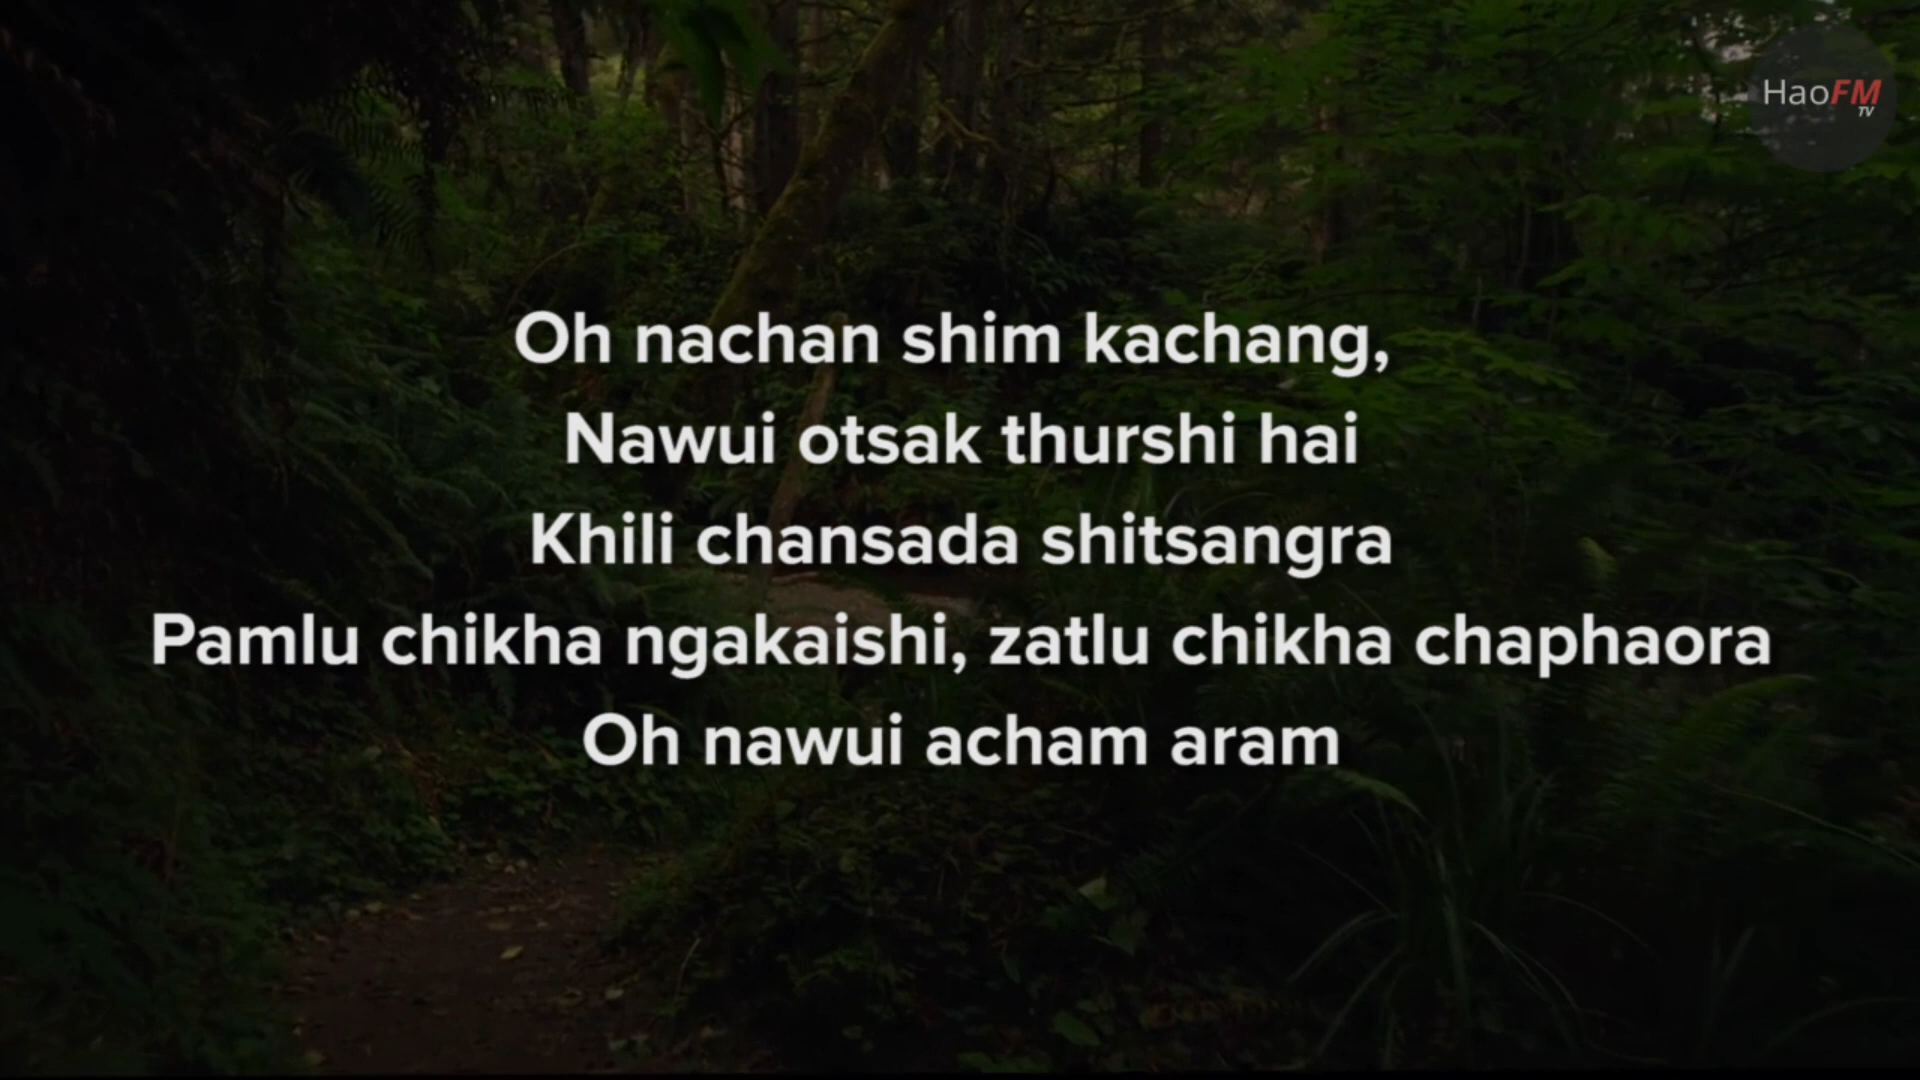 HaoFM
TV
Oh nachan shim kachang,
Nawui otsak thurshi hai
Khili chansada shitsangra
Pamlu chikha ngakaishi, zatlu chikha chaphaora
Oh nawui acham aram